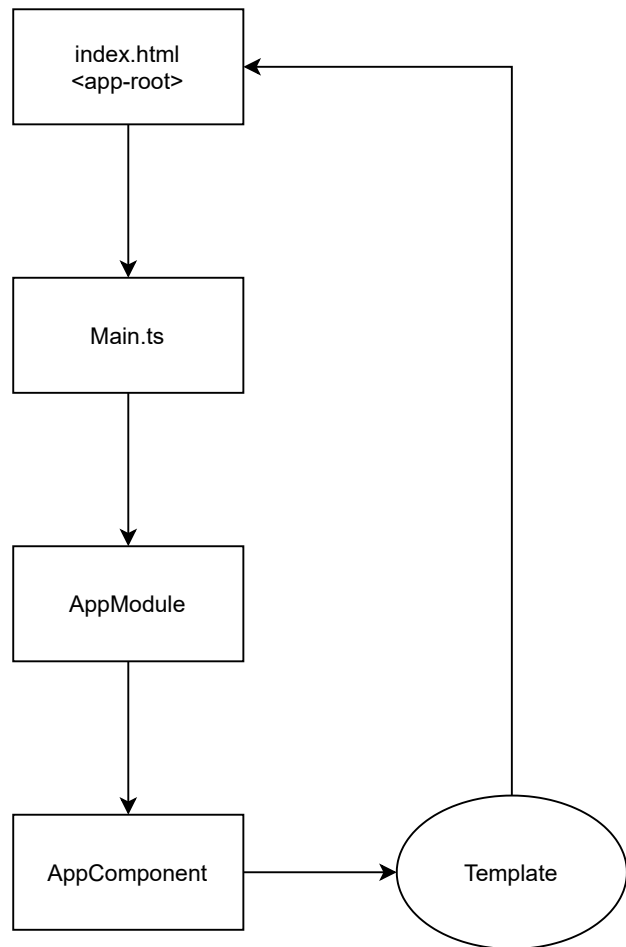 index.html
<app-root>
Main.ts
AppModule
AppComponent
Template